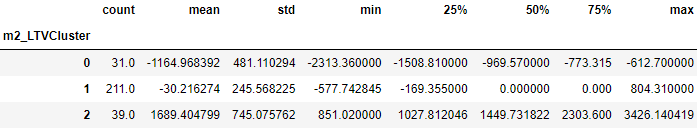 count mean std min 25% 50% 75% max
m2_LTVCluster
0 31.0 -1164.968392 481.110294 -2313.360000 -1508.810000 -969.570000 -773.315 -612.700000
1 211.0 -30.216274 245.568225 -577.742845 -169.355000 0.000000 0.000 804.310000
2 39.0 1689.404799 745.075762 851.020000 1027.812046 1449.731822 2303.600 3426.140419